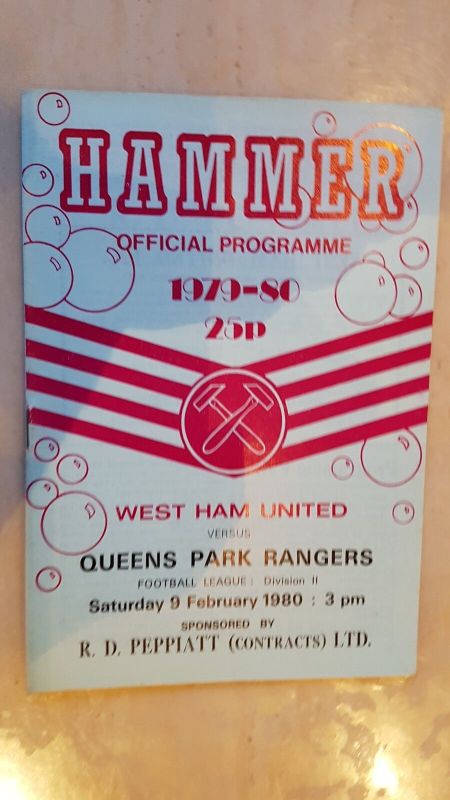 HAMMER
OFFICIAL PROGRAMME
1979-80
25p
WEST HAM UNITED
VERSUS
QUEENS PARK RANGERS
FOOTBALL LEAGUE: Division II
Saturday 9 February 1980 : 3 pm
SPONSORED BY
R. D. PEPPIATT (CONTRACTS) LTD.